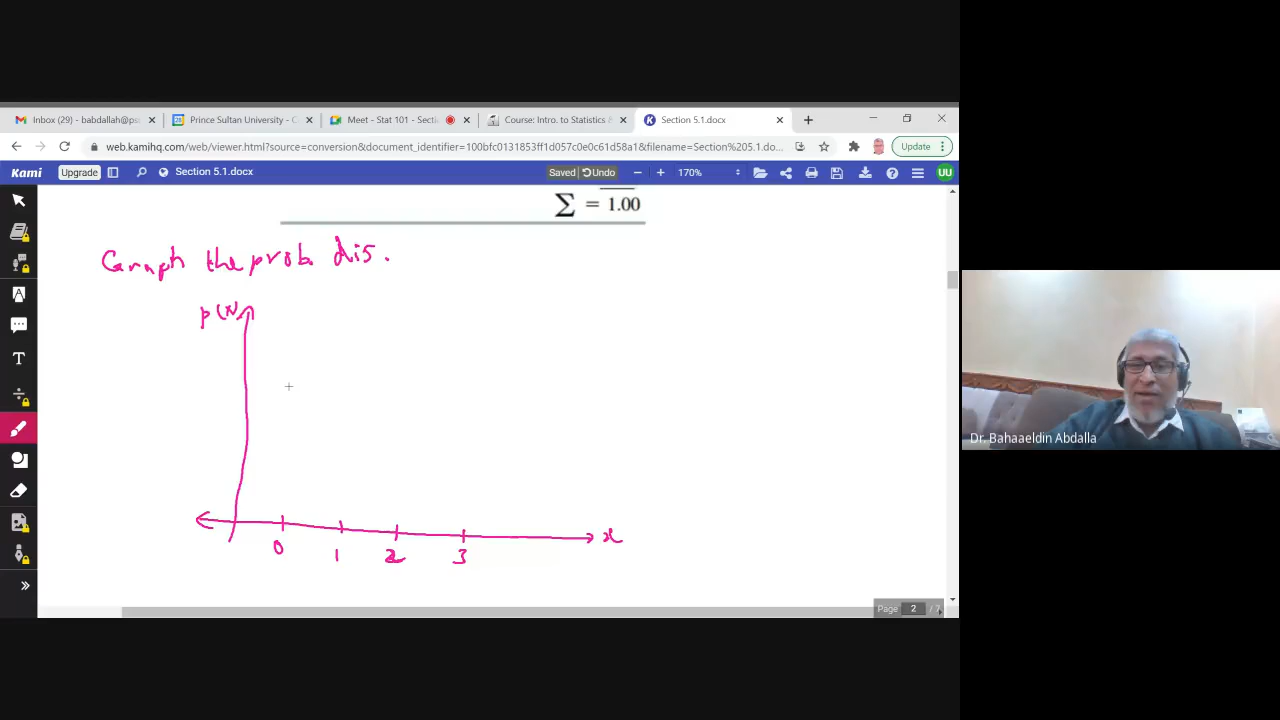 Inbox (29) - babdallah@ps
Prince Sultan University - C
Meet - Stat 101 - Secti
Course: Intro. to Statistics &
Section 5.1.docx
web.kamihq.com/web/viewer.html?source=conversion&document_identifier=100bfc0131853ff1d057c0e0c61d58a1&filename=Section%205.1.do...
Update
Kami
Upgrade
Section 5.1.docx
Saved
Undo
170%
UU
Σ = 1.00
Graph the prob. dis.
p(x)
x
0 1 2 3
Page 2 / 7
Dr. Bahaaeldin Abdalla